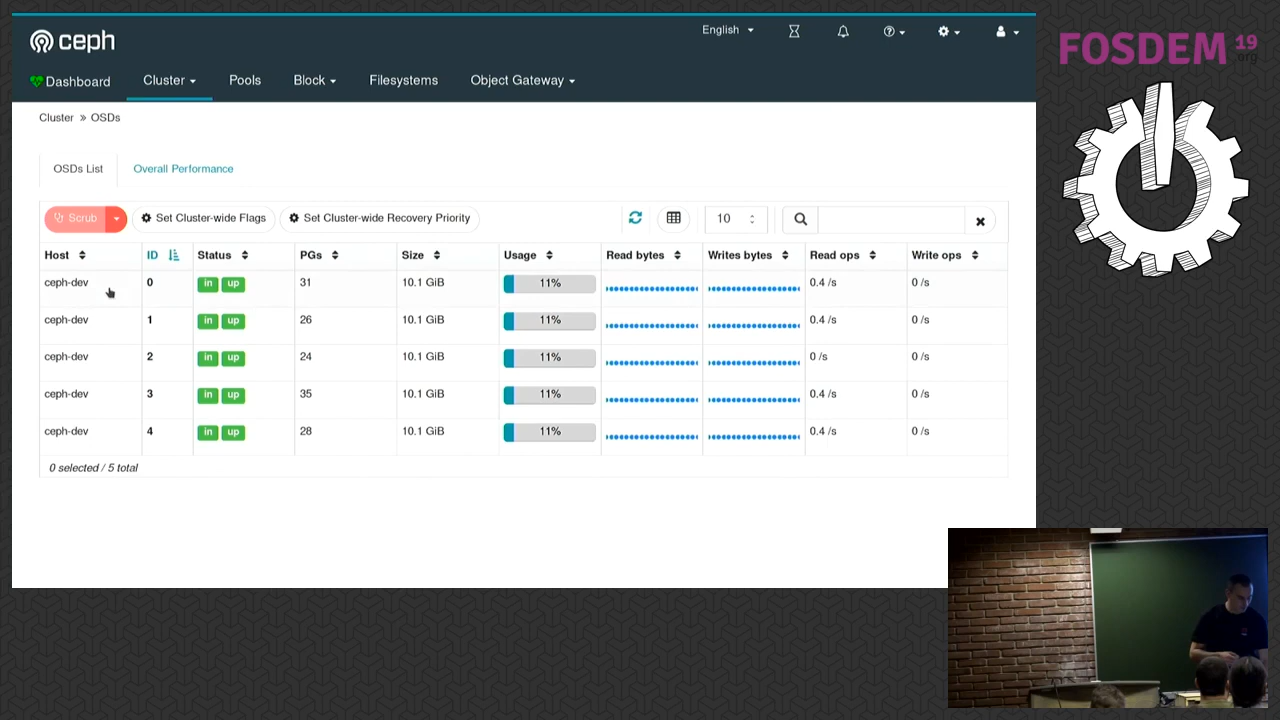 English
ceph
Dashboard Cluster Pools Block Filesystems Object Gateway
Cluster » OSDs
OSDs List Overall Performance
Scrub Set Cluster-wide Flags Set Cluster-wide Recovery Priority 10
Host ID Status PGs Size Usage Read bytes Writes bytes Read ops Write ops
ceph-dev 0 in up 31 10.1 GiB 11% 0.4 /s 0 /s
ceph-dev 1 in up 26 10.1 GiB 11% 0.4 /s 0 /s
ceph-dev 2 in up 24 10.1 GiB 11% 0 /s 0 /s
ceph-dev 3 in up 35 10.1 GiB 11% 0.4 /s 0 /s
ceph-dev 4 in up 28 10.1 GiB 11% 0.4 /s 0 /s
0 selected / 5 total
FOSDEM 19
.org